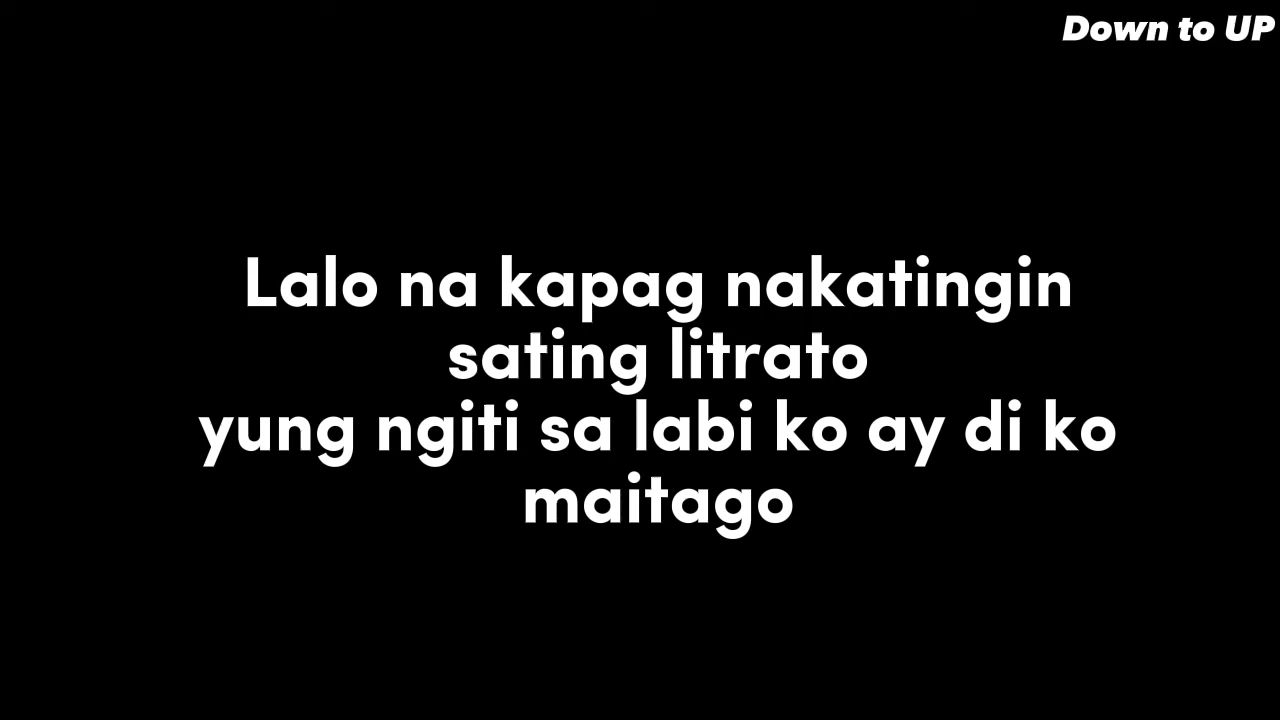 Down to UP
Lalo na kapag nakatingin
sating litrato
yung ngiti sa labi ko ay di ko
maitago